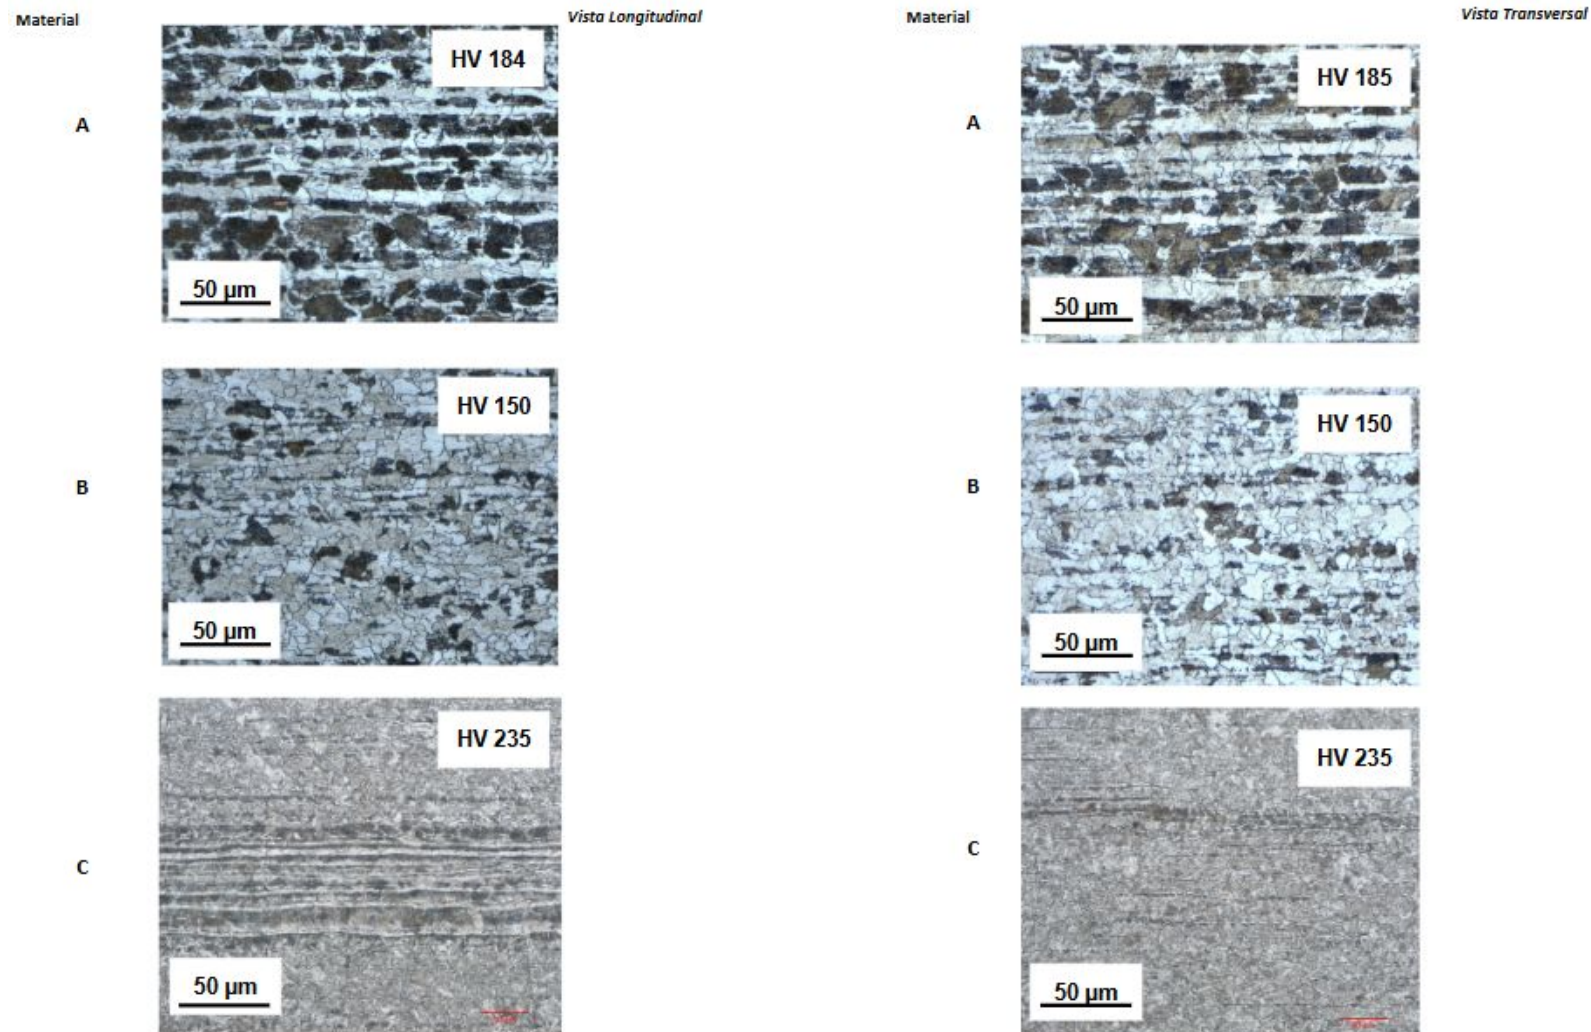 Material
Vista Longitudinal
HV 184
A
50 µm
HV 150
B
50 µm
HV 235
C
50 µm
Material
Vista Transversal
HV 185
A
50 µm
HV 150
B
50 µm
HV 235
C
50 µm